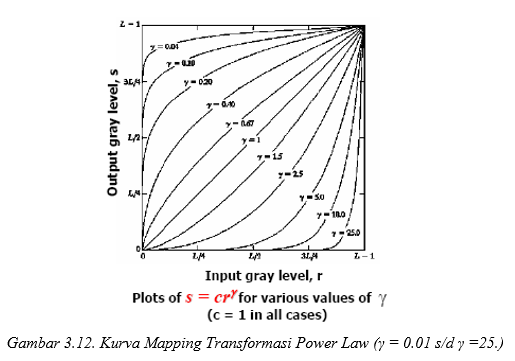 L − 1
γ = 0.04
γ = 0.10
γ = 0.20
3L/4
γ = 0.40
γ = 0.67
L/2
γ = 1
γ = 1.5
γ = 2.5
L/4
γ = 5.0
γ = 10.0
γ = 25.0
0
0 L/4 L/2 3L/4 L − 1
Output gray level, s
Input gray level, r
Plots of s = crᵞ for various values of γ
(c = 1 in all cases)
Gambar 3.12. Kurva Mapping Transformasi Power Law (γ = 0.01 s/d γ =25.)